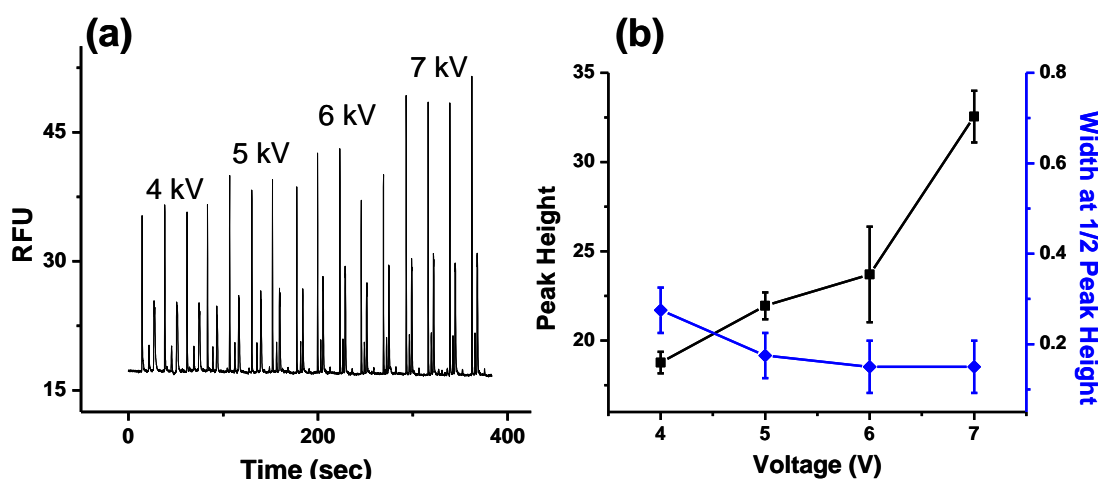 (a)
RFU
45
30
15
4 kV
5 kV
6 kV
7 kV
0
200
400
Time (sec)
(b)
Peak Height
35
30
25
20
0.8
0.6
0.4
0.2
Width at 1/2 Peak Height
4
5
6
7
Voltage (V)